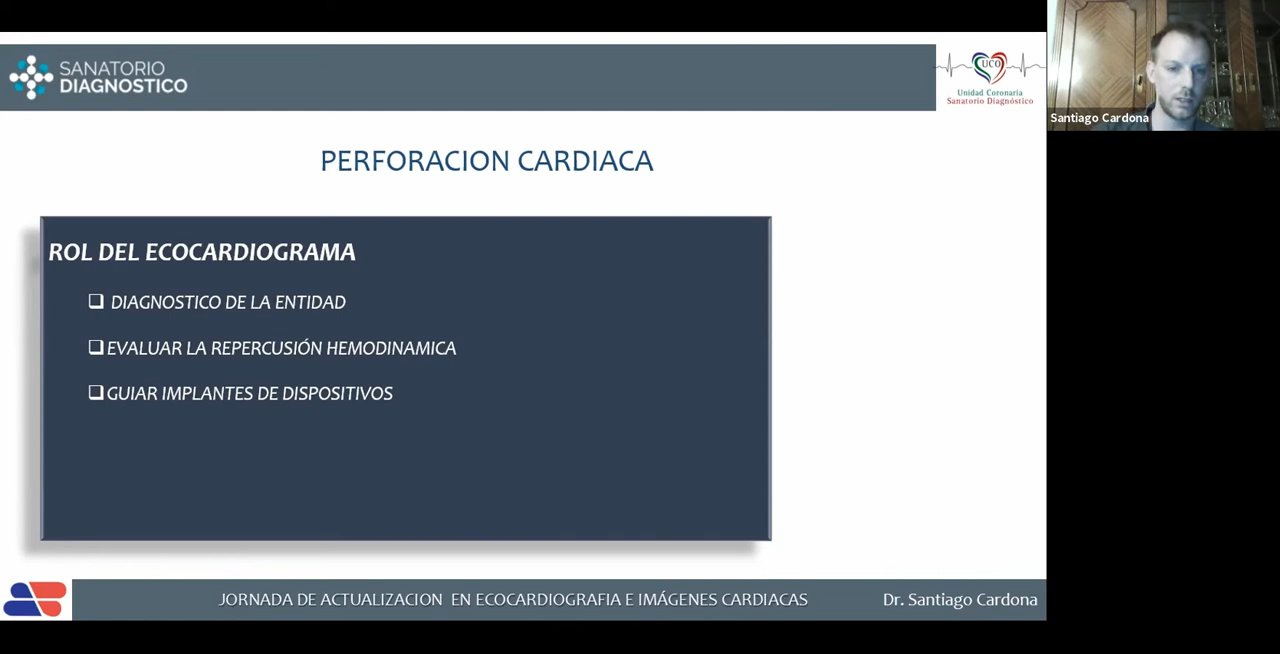 SANATORIO
DIAGNOSTICO
UCO
Unidad Coronaria
Sanatorio Diagnóstico
Santiago Cardona
PERFORACION CARDIACA
ROL DEL ECOCARDIOGRAMA
DIAGNOSTICO DE LA ENTIDAD
EVALUAR LA REPERCUSIÓN HEMODINAMICA
GUIAR IMPLANTES DE DISPOSITIVOS
JORNADA DE ACTUALIZACION EN ECOCARDIOGRAFIA E IMÁGENES CARDIACAS
Dr. Santiago Cardona